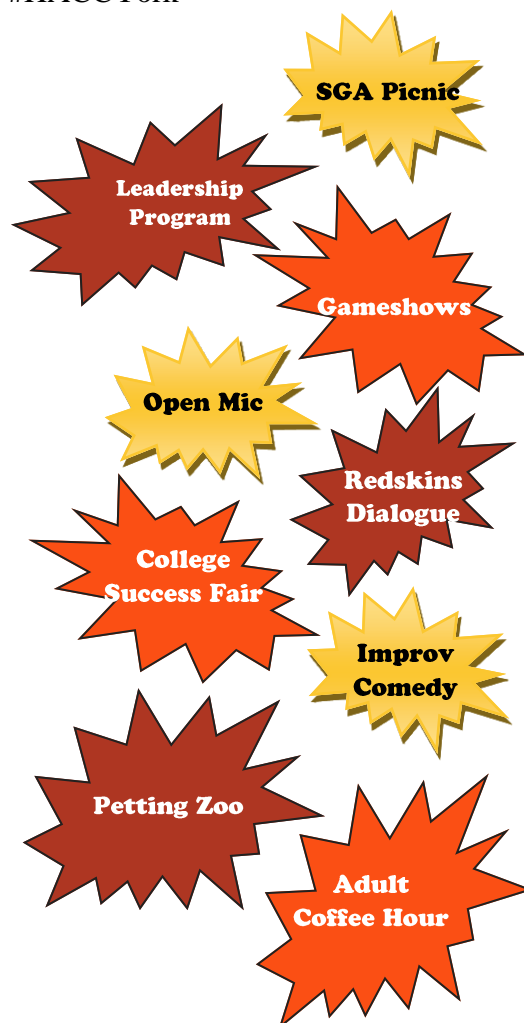 SGA Picnic
Leadership
Program
Gameshows
Open Mic
Redskins
Dialogue
College
Success Fair
Improv
Comedy
Petting Zoo
Adult
Coffee Hour